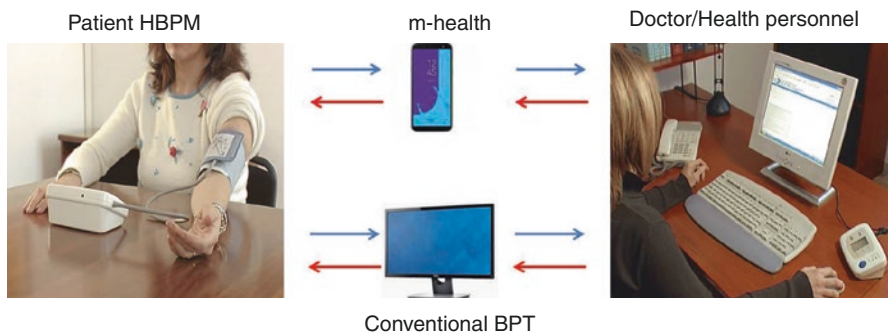 Patient HBPM
m-health
Doctor/Health personnel
Conventional BPT